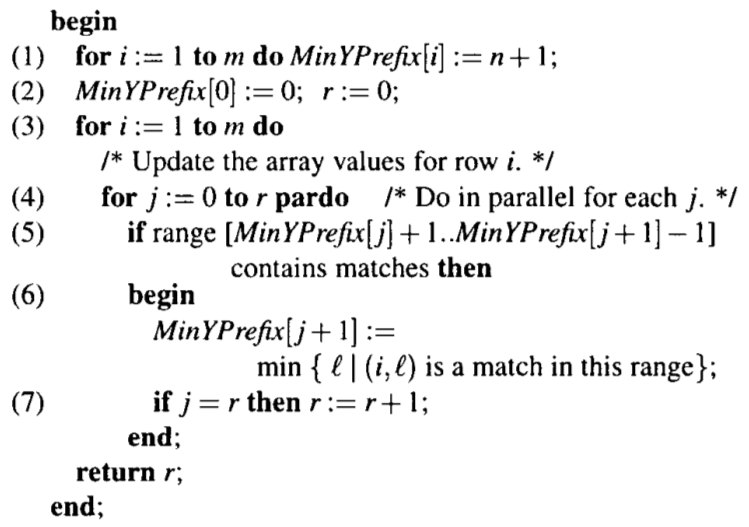 begin
(1) for i := 1 to m do MinYPrefix[i] := n + 1;
(2) MinYPrefix[0] := 0; r := 0;
(3) for i := 1 to m do
/* Update the array values for row i. */
(4) for j := 0 to r pardo /* Do in parallel for each j. */
(5) if range [MinYPrefix[j] + 1..MinYPrefix[j + 1] − 1]
contains matches then
(6) begin
MinYPrefix[j + 1] :=
min { ℓ | (i, ℓ) is a match in this range};
(7) if j = r then r := r + 1;
end;
return r;
end;